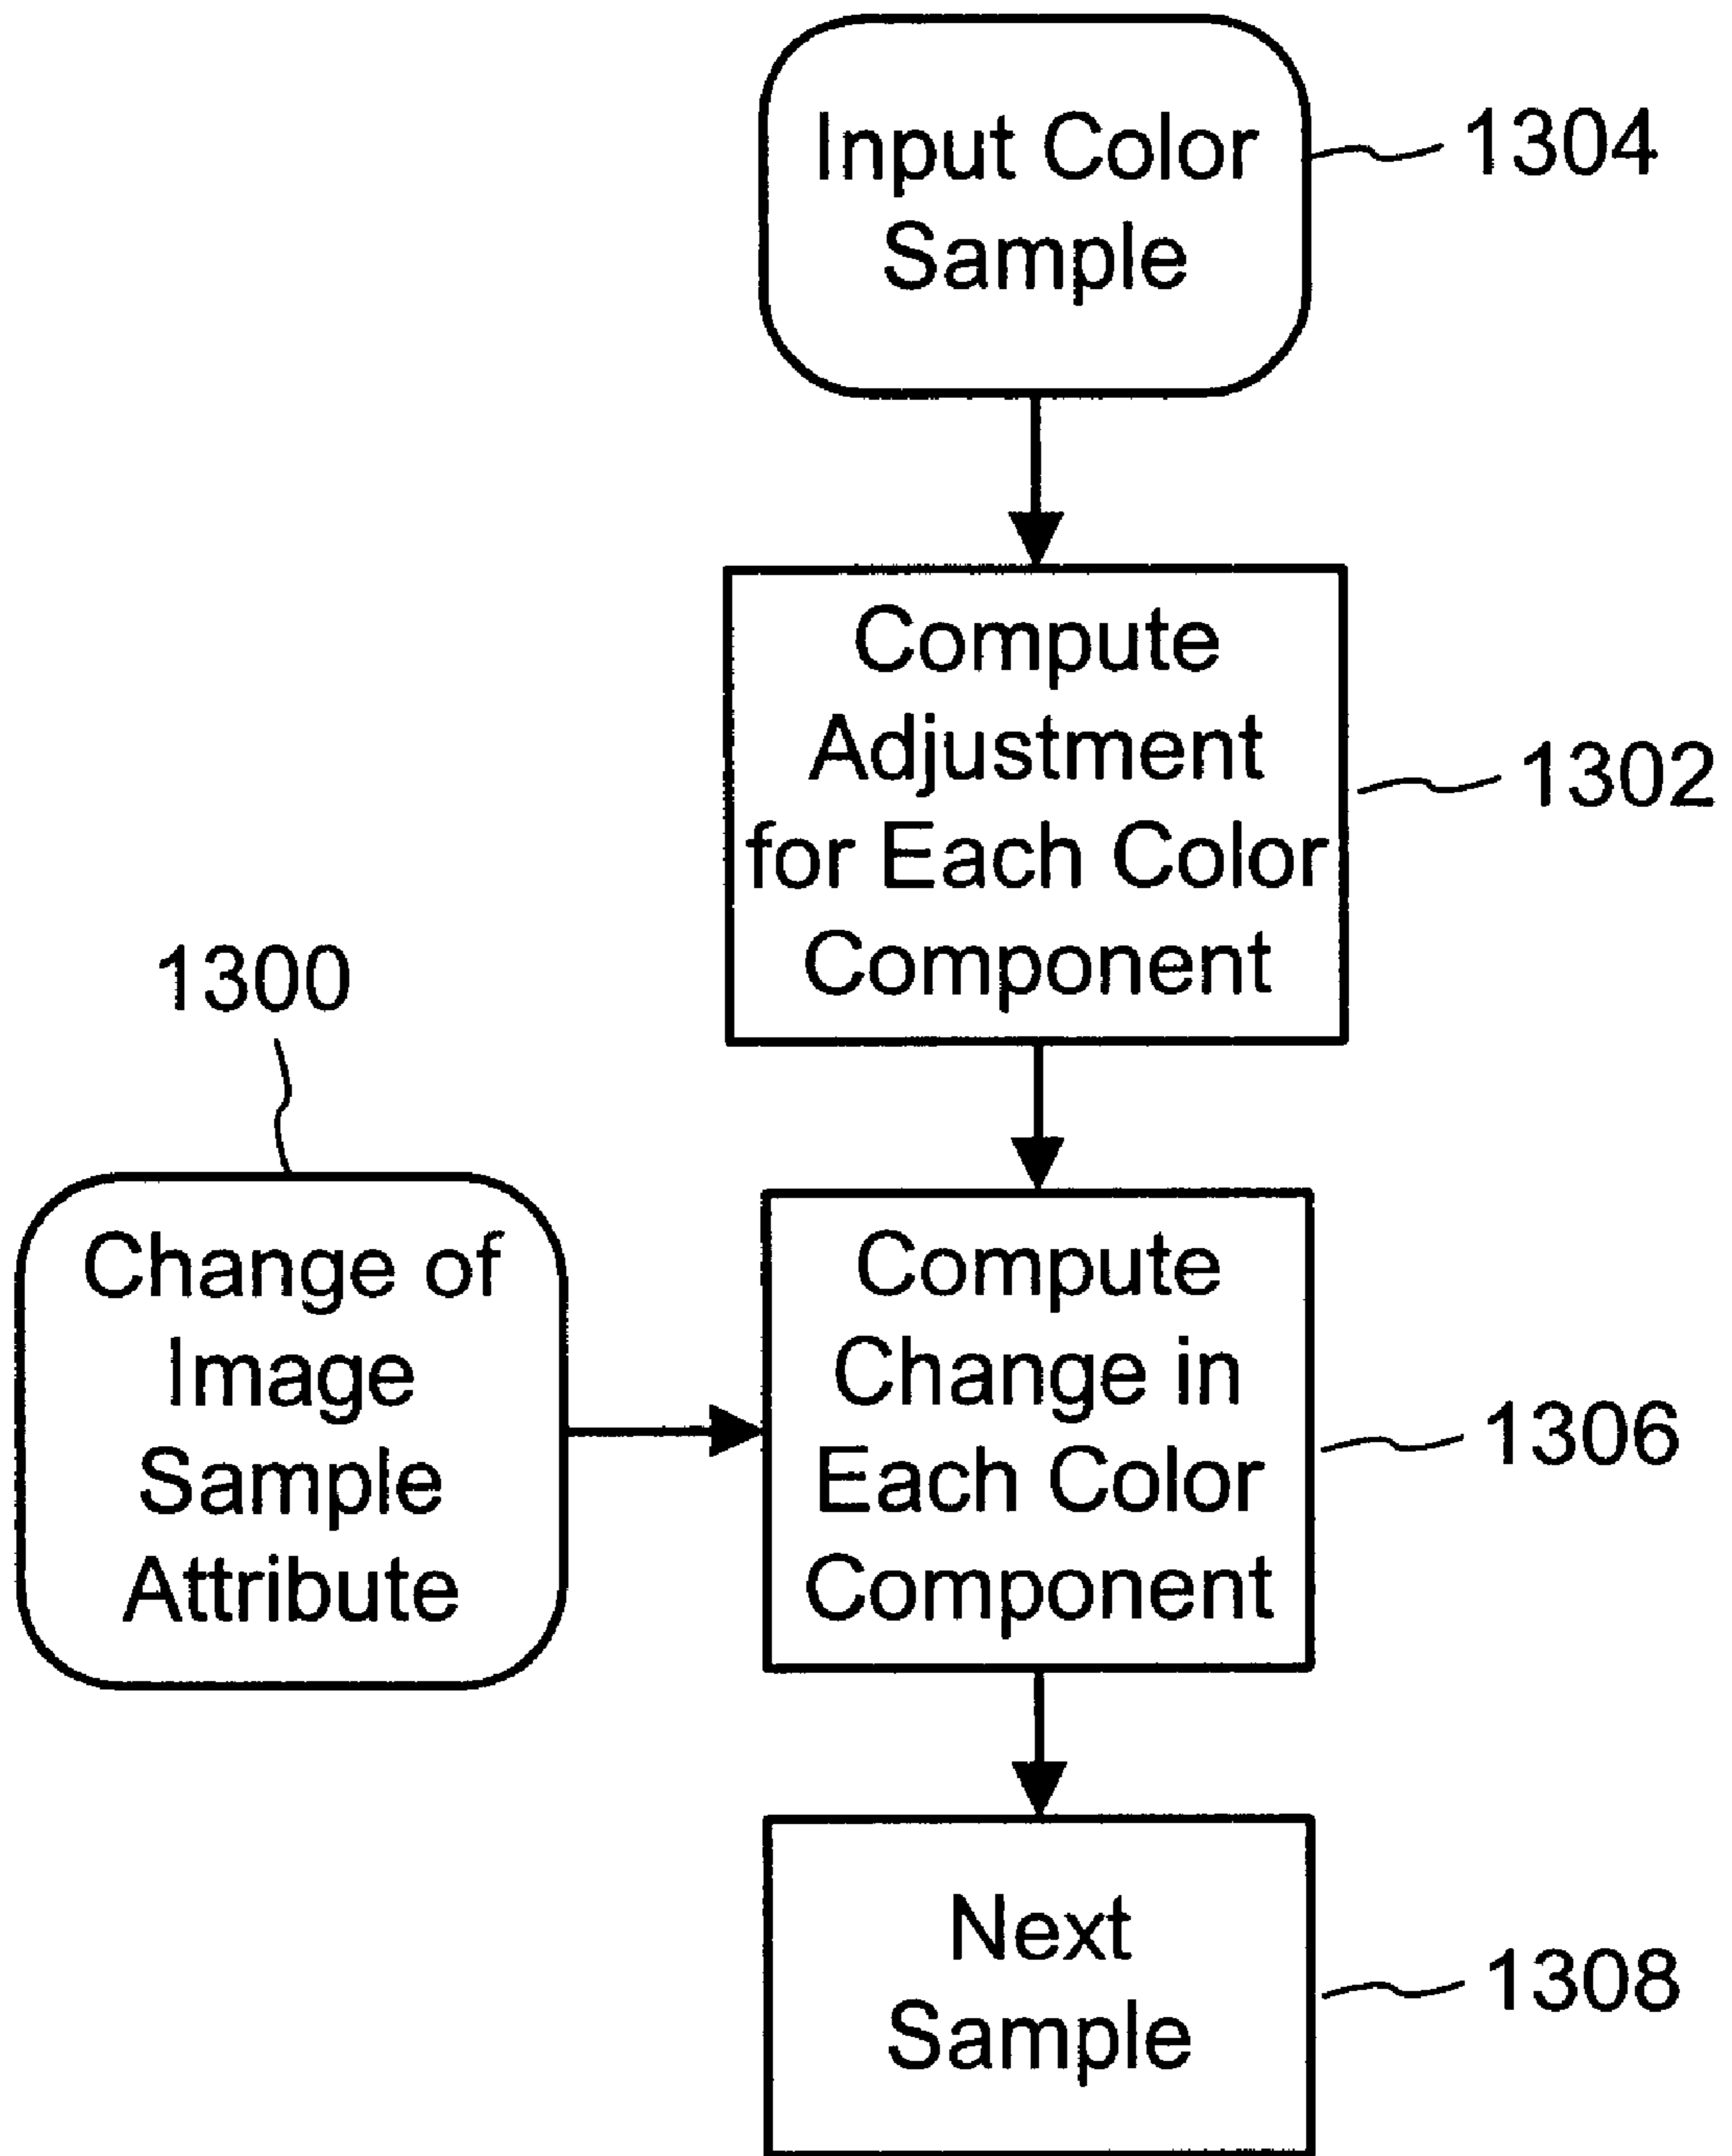 Input Color
Sample
1304
Compute
Adjustment
for Each Color
Component
1302
1300
Change of
Image
Sample
Attribute
Compute
Change in
Each Color
Component
1306
Next
Sample
1308